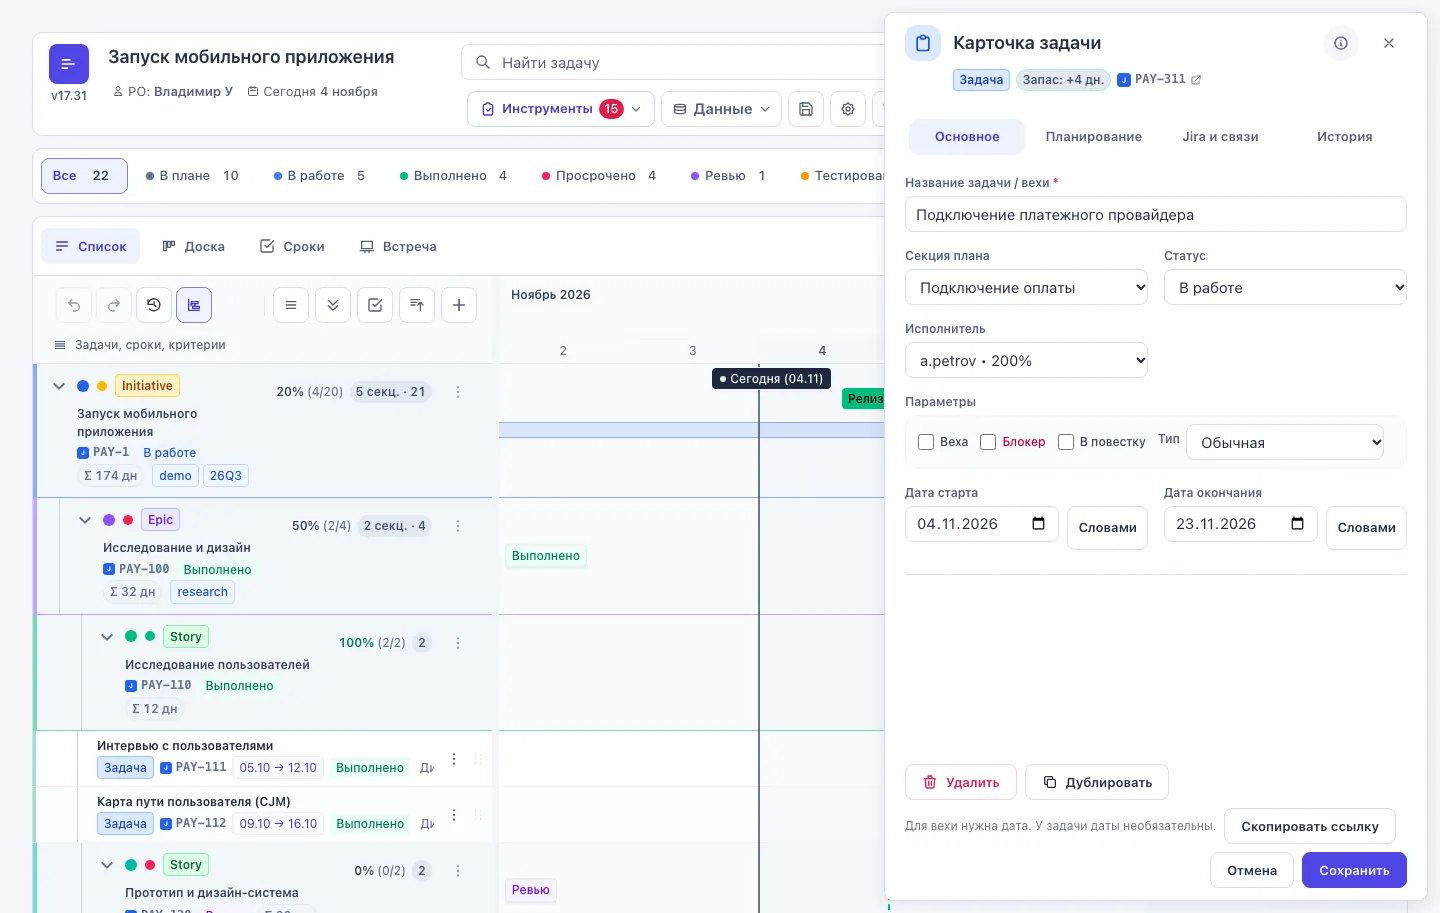 Запуск мобильного приложения
v17.31
PO: Владимир У
Сегодня 4 ноября
Найти задачу
Инструменты 15
Данные
Все 22
В плане 10
В работе 5
Выполнено 4
Просрочено 4
Ревью 1
Тестирова
Список
Доска
Сроки
Встреча
Задачи, сроки, критерии
Ноябрь 2026
2 3 4
Сегодня (04.11)
Релиз
Initiative
20% (4/20) 5 секц. · 21
Запуск мобильного
приложения
PAY-1 В работе
Σ 174 дн demo 26Q3
Epic
50% (2/4) 2 секц. · 4
Исследование и дизайн
PAY-100 Выполнено
Σ 32 дн research
Выполнено
Story
100% (2/2) 2
Исследование пользователей
PAY-110 Выполнено
Σ 12 дн
Интервью с пользователями
Задача PAY-111 05.10 → 12.10 Выполнено Ди
Карта пути пользователя (CJM)
Задача PAY-112 09.10 → 16.10 Выполнено Ди
Story
0% (0/2) 2
Прототип и дизайн-система
Ревью
Карточка задачи
Задача Запас: +4 дн. PAY-311
Основное
Планирование
Jira и связи
История
Название задачи / вехи *
Подключение платежного провайдера
Секция плана
Подключение оплаты
Статус
В работе
Исполнитель
a.petrov • 200%
Параметры
Веха Блокер В повестку Тип Обычная
Дата старта
04.11.2026 Словами
Дата окончания
23.11.2026 Словами
Удалить
Дублировать
Для вехи нужна дата. У задачи даты необязательны.
Скопировать ссылку
Отмена
Сохранить